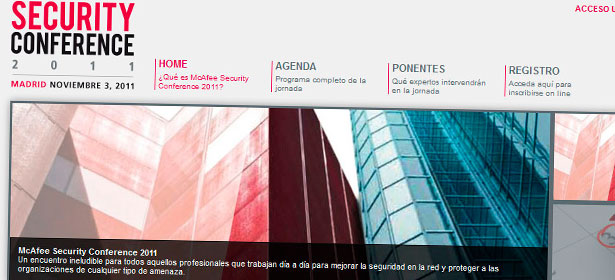 SECURITY
CONFERENCE
2 0 1 1
MADRID NOVIEMBRE 3, 2011
ACCESO U
HOME
¿Qué es McAfee Security
Conference 2011?
AGENDA
Programa completo de la
jornada
PONENTES
Qué expertos intervendrán
en la jornada
REGISTRO
Acceda aquí para
inscribirse on line
McAfee Security Conference 2011
Un encuentro ineludible para todos aquellos profesionales que trabajan día a día para mejorar la seguridad en la red y proteger a las
organizaciones de cualquier tipo de amenaza.